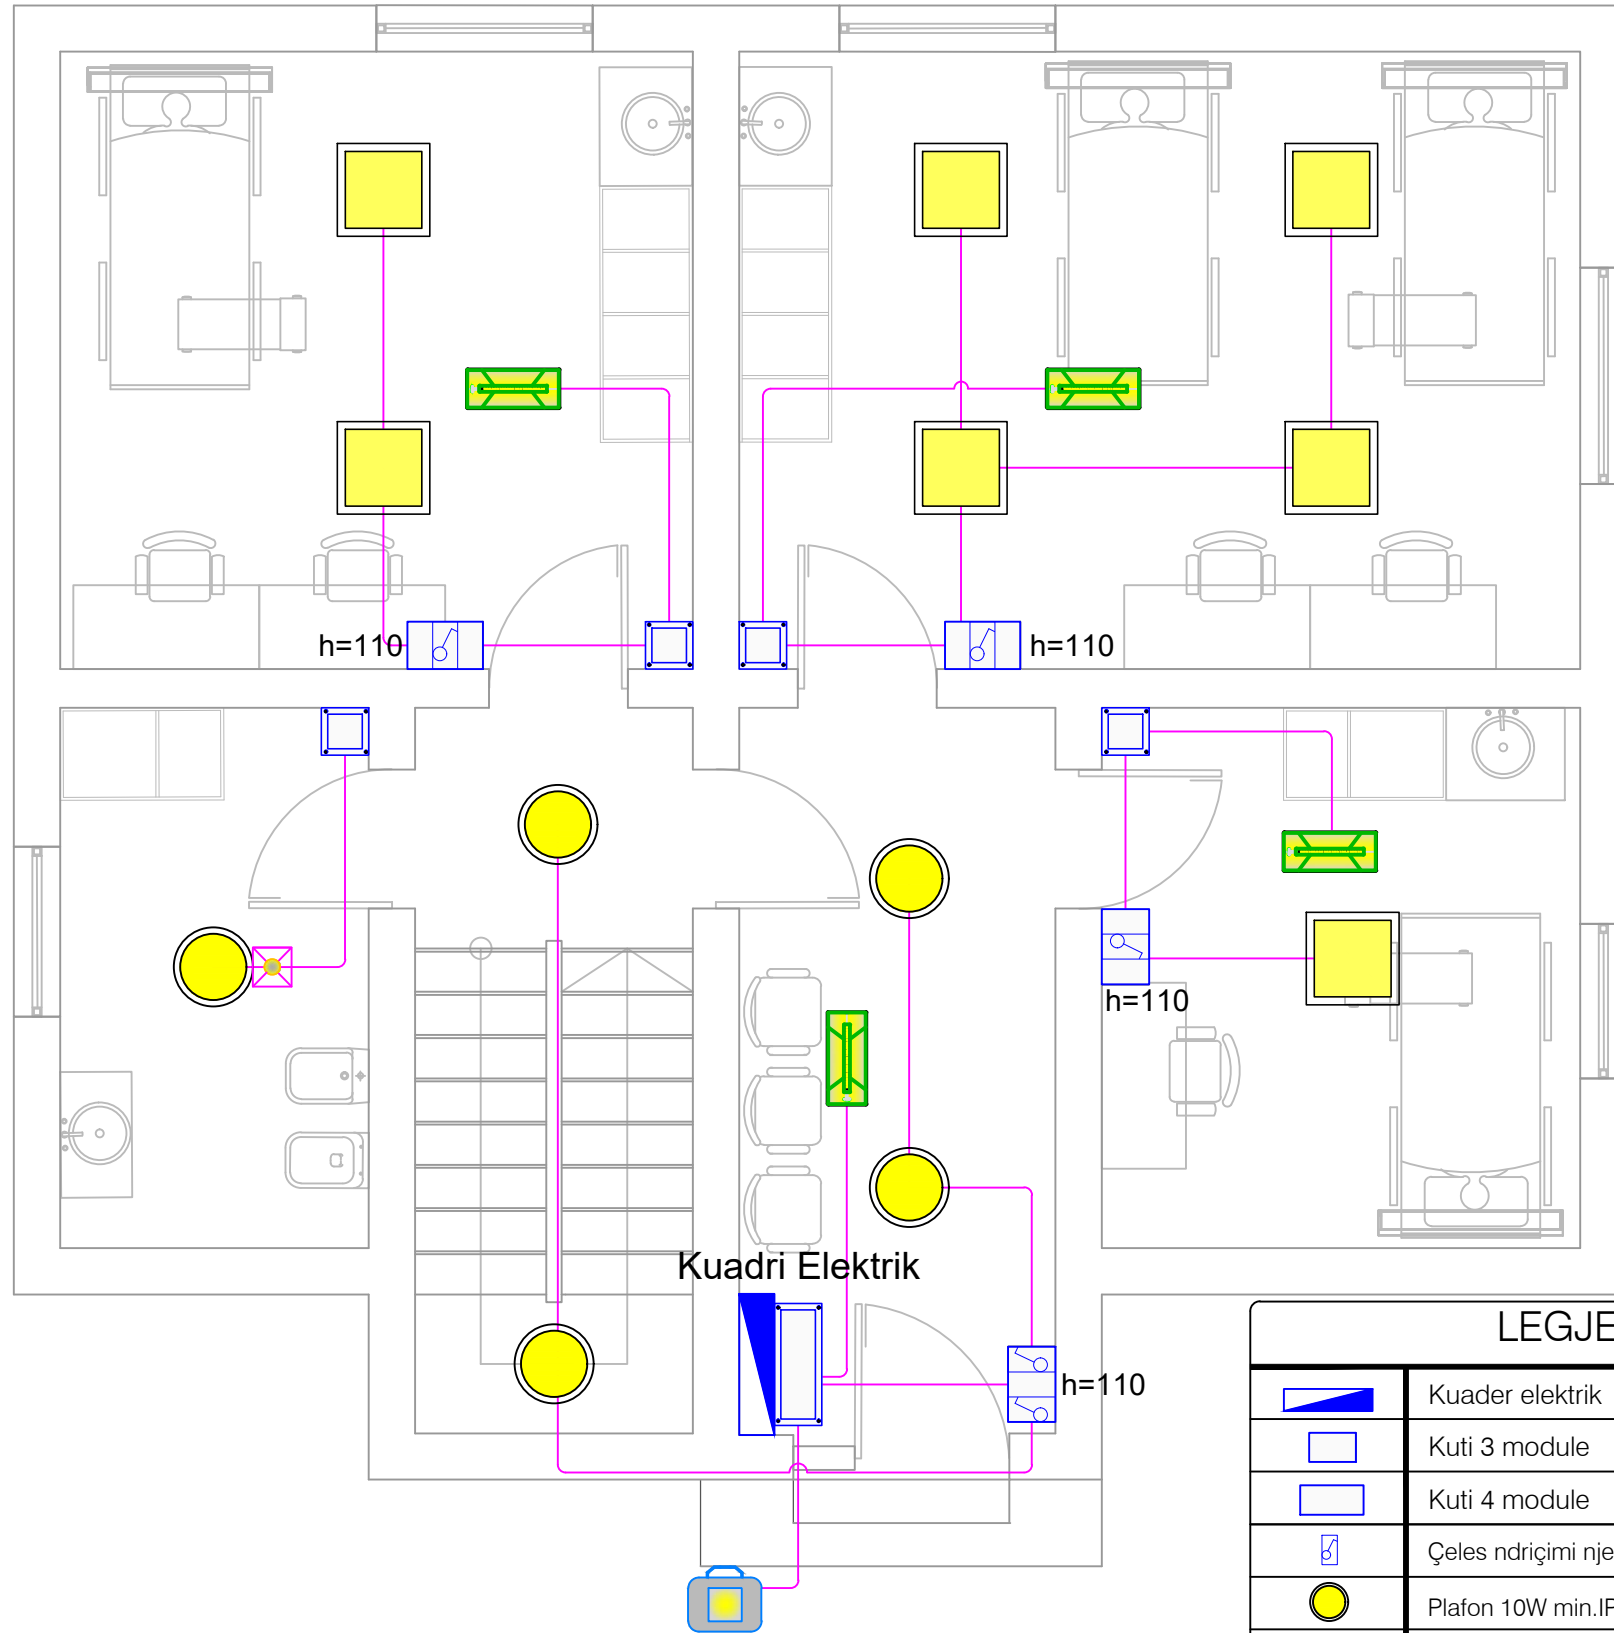 h=110
h=110
h=110
Kuadri Elektrik
h=110
LEGJE
Kuader elektrik
Kuti 3 module
Kuti 4 module
Çeles ndriçimi nje
Plafon 10W min.IP